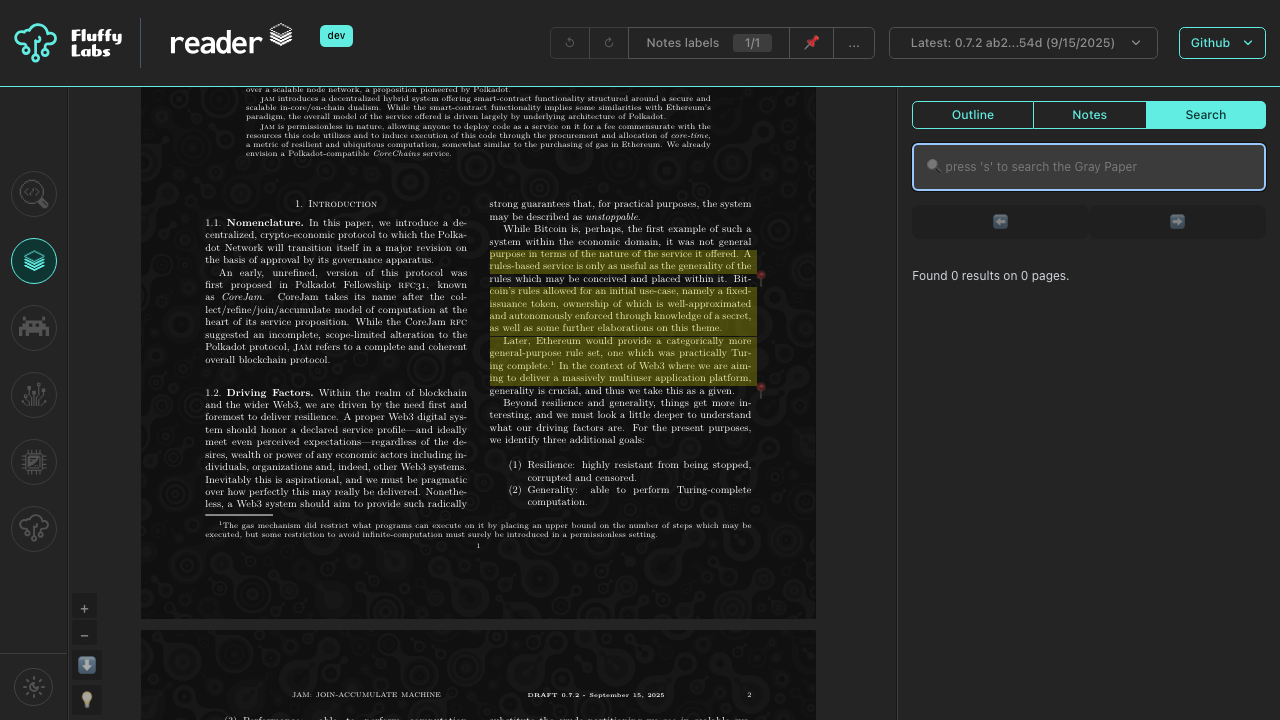 Fluffy
Labs
reader
dev
Notes labels 1/1
...
Latest: 0.7.2 ab2...54d (9/15/2025)
Github
Outline
Notes
Search
press 's' to search the Gray Paper
Found 0 results on 0 pages.
over a scalable node network, a proposition pioneered by Polkadot.
JAM introduces a decentralized hybrid system offering smart-contract functionality structured around a secure and
scalable in-core/on-chain dualism. While the smart-contract functionality implies some similarities with Ethereum's
paradigm, the overall model of the service offered is driven largely by underlying architecture of Polkadot.
JAM is permissionless in nature, allowing anyone to deploy code as a service on it for a fee commensurate with the
resources this code utilizes and to induce execution of this code through the procurement and allocation of core-time,
a metric of resilient and ubiquitous computation, somewhat similar to the purchasing of gas in Ethereum. We already
envision a Polkadot-compatible CoreChains service.
1. Introduction
1.1. Nomenclature. In this paper, we introduce a de-
centralized, crypto-economic protocol to which the Polka-
dot Network will transition itself in a major revision on
the basis of approval by its governance apparatus.
An early, unrefined, version of this protocol was
first proposed in Polkadot Fellowship RFC31, known
as CoreJam. CoreJam takes its name after the col-
lect/refine/join/accumulate model of computation at the
heart of its service proposition. While the CoreJam RFC
suggested an incomplete, scope-limited alteration to the
Polkadot protocol, JAM refers to a complete and coherent
overall blockchain protocol.
1.2. Driving Factors. Within the realm of blockchain
and the wider Web3, we are driven by the need first and
foremost to deliver resilience. A proper Web3 digital sys-
tem should honor a declared service profile—and ideally
meet even perceived expectations—regardless of the de-
sires, wealth or power of any economic actors including in-
dividuals, organizations and, indeed, other Web3 systems.
Inevitably this is aspirational, and we must be pragmatic
over how perfectly this may really be delivered. Nonethe-
less, a Web3 system should aim to provide such radically
strong guarantees that, for practical purposes, the system
may be described as unstoppable.
While Bitcoin is, perhaps, the first example of such a
system within the economic domain, it was not general
purpose in terms of the nature of the service it offered. A
rules-based service is only as useful as the generality of the
rules which may be conceived and placed within it. Bit-
coin's rules allowed for an initial use-case, namely a fixed-
issuance token, ownership of which is well-approximated
and autonomously enforced through knowledge of a secret,
as well as some further elaborations on this theme.
Later, Ethereum would provide a categorically more
general-purpose rule set, one which was practically Tur-
ing complete.¹ In the context of Web3 where we are aim-
ing to deliver a massively multiuser application platform,
generality is crucial, and thus we take this as a given.
Beyond resilience and generality, things get more in-
teresting, and we must look a little deeper to understand
what our driving factors are. For the present purposes,
we identify three additional goals:
(1) Resilience: highly resistant from being stopped,
corrupted and censored.
(2) Generality: able to perform Turing-complete
computation.
¹The gas mechanism did restrict what programs can execute on it by placing an upper bound on the number of steps which may be
executed, but some restriction to avoid infinite-computation must surely be introduced in a permissionless setting.
1
+
−
JAM: JOIN-ACCUMULATE MACHINE
DRAFT 0.7.2 - September 15, 2025
2